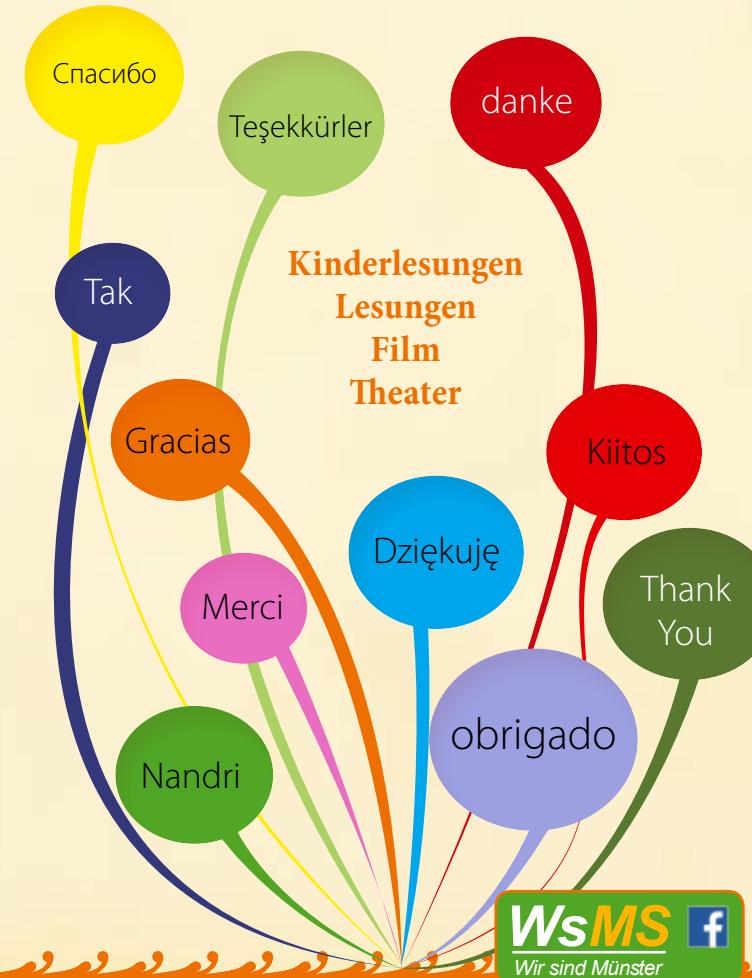 Спасибо
Teşekkürler
danke
Kinderlesungen
Lesungen
Film
Theater
Tak
Gracias
Kiitos
Dziękuję
Thank
You
Merci
obrigado
Nandri
WsMS f
Wir sind Münster